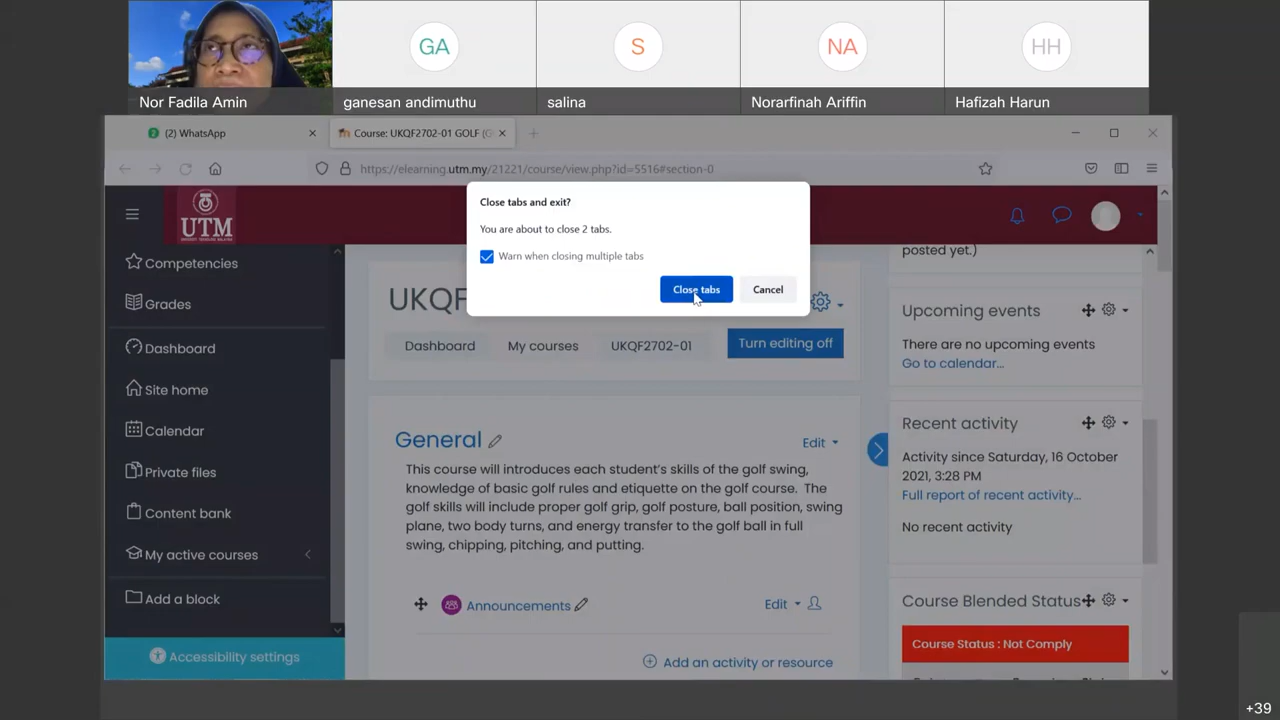 GA
S
NA
HH
Nor Fadila Amin
ganesan andimuthu
salina
Norarfinah Ariffin
Hafizah Harun
(2) WhatsApp
Course: UKQF2702-01 GOLF (G
https://elearning.utm.my/21221/course/view.php?id=5516#section-0
Close tabs and exit?
You are about to close 2 tabs.
Warn when closing multiple tabs
Close tabs
Cancel
UTM
Competencies
Grades
Dashboard
Site home
Calendar
Private files
Content bank
My active courses
Add a block
Accessibility settings
UKQF
Dashboard
My courses
UKQF2702-01
Turn editing off
General
Edit
This course will introduces each student's skills of the golf swing,
knowledge of basic golf rules and etiquette on the golf course. The
golf skills will include proper golf grip, golf posture, ball position, swing
plane, two body turns, and energy transfer to the golf ball in full
swing, chipping, pitching, and putting.
Announcements
Edit
Add an activity or resource
posted yet.)
Upcoming events
There are no upcoming events
Go to calendar...
Recent activity
Activity since Saturday, 16 October
2021, 3:28 PM
Full report of recent activity...
No recent activity
Course Blended Status
Course Status : Not Comply
+39